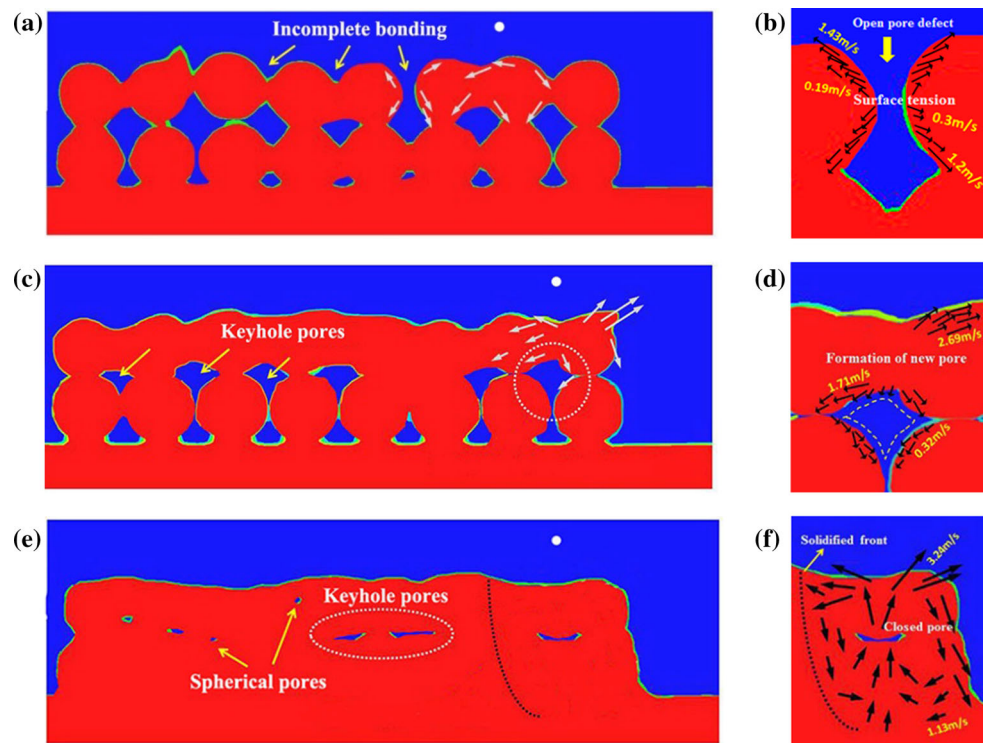 (a)
Incomplete bonding
(b)
Open pore defect
1.43m/s
0.19m/s
Surface tension
0.3m/s
1.2m/s
(c)
Keyhole pores
(d)
2.69m/s
Formation of new pore
1.71m/s
0.32m/s
(e)
Keyhole pores
Spherical pores
(f)
Solidified front
3.24m/s
Closed pore
1.13m/s